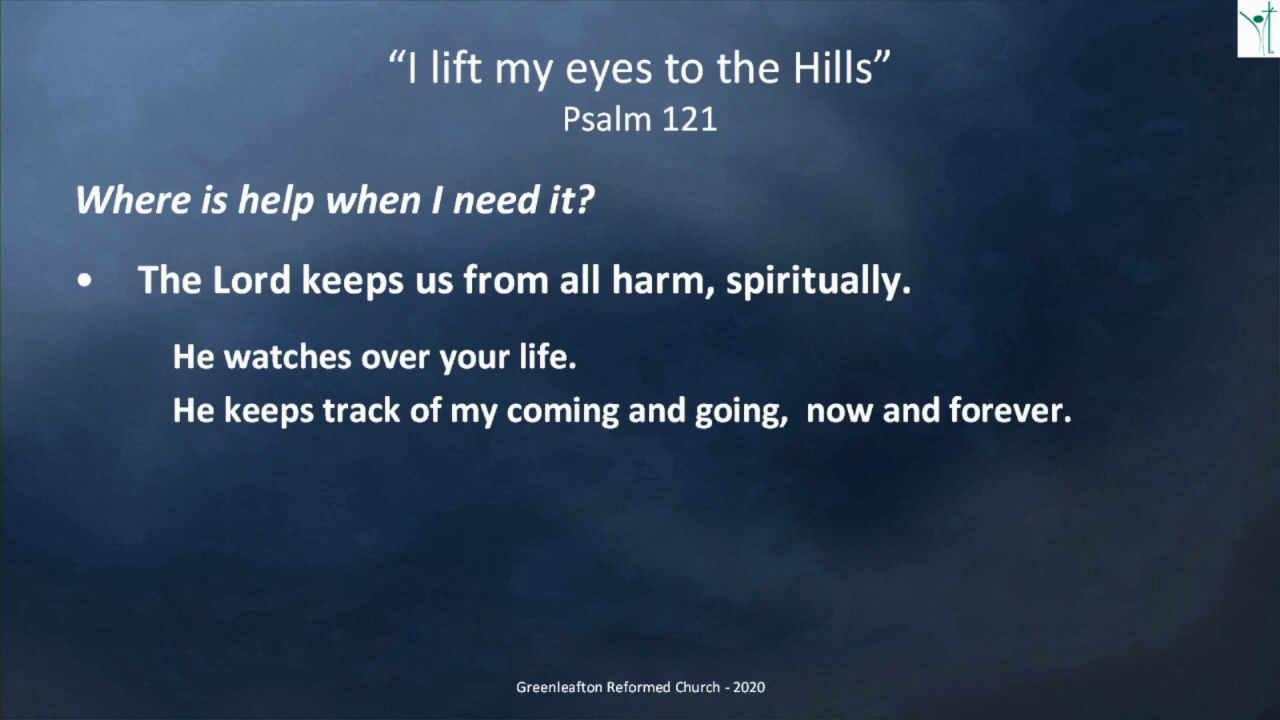 “I lift my eyes to the Hills”
Psalm 121
Where is help when I need it?
• The Lord keeps us from all harm, spiritually.
He watches over your life.
He keeps track of my coming and going,  now and forever.
Greenleafton Reformed Church - 2020